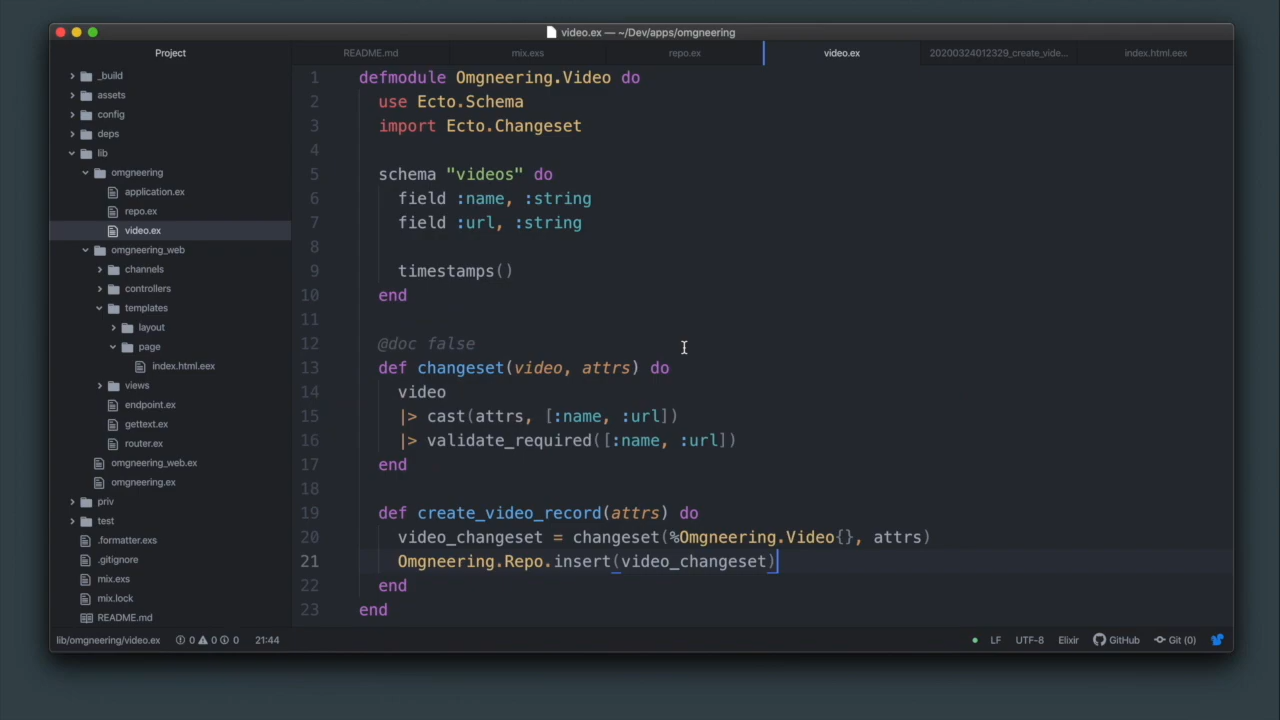 video.ex — ~/Dev/apps/omgneering
Project
README.md
mix.exs
repo.ex
video.ex
20200324012329_create_vide...
index.html.eex
_build
assets
config
deps
lib
omgneering
application.ex
repo.ex
video.ex
omgneering_web
channels
controllers
templates
layout
page
index.html.eex
views
endpoint.ex
gettext.ex
router.ex
omgneering_web.ex
omgneering.ex
priv
test
.formatter.exs
.gitignore
mix.exs
mix.lock
README.md
1 defmodule Omgneering.Video do
2   use Ecto.Schema
3   import Ecto.Changeset
4
5   schema "videos" do
6     field :name, :string
7     field :url, :string
8
9     timestamps()
10   end
11
12   @doc false
13   def changeset(video, attrs) do
14     video
15     |> cast(attrs, [:name, :url])
16     |> validate_required([:name, :url])
17   end
18
19   def create_video_record(attrs) do
20     video_changeset = changeset(%Omgneering.Video{}, attrs)
21     Omgneering.Repo.insert(video_changeset)
22   end
23 end
lib/omgneering/video.ex 0 0 0 21:44 LF UTF-8 Elixir GitHub Git (0)